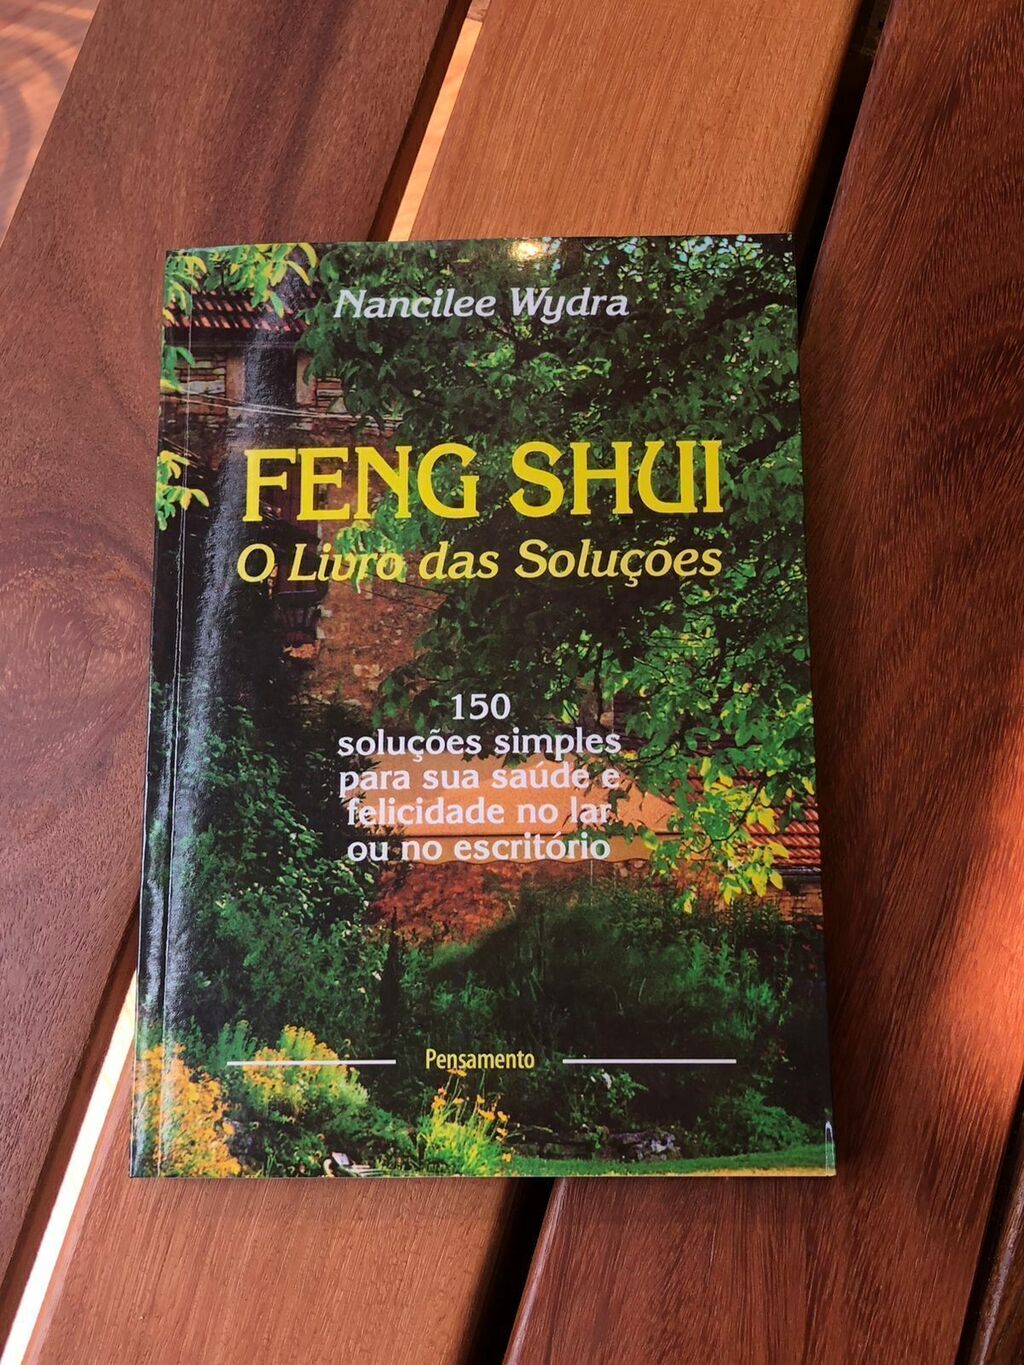 Nancilee Wydra
FENG SHUI
O Livro das Soluções
150
soluções simples
para sua saúde e
felicidade no lar
ou no escritório
Pensamento